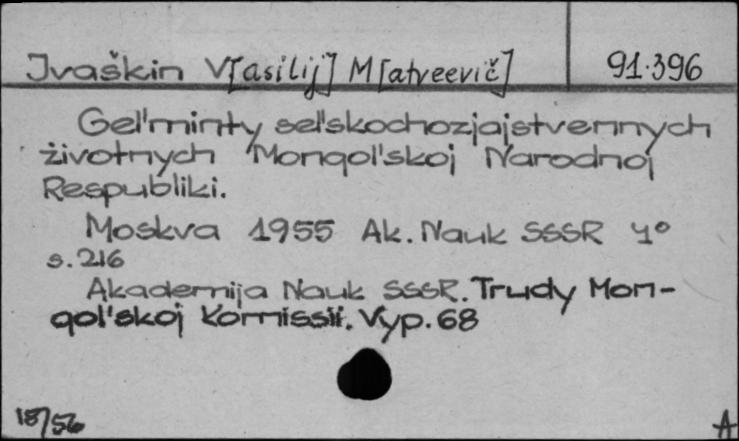 Ivaškin V[asilij] M[atveevič] 91.396
Gel'minty sel'skochozjajstvennych
životnych Mongol'skoj Narodnoj
Respubliki.
Moskva 1955 Ak. Nauk SSSR 4°
s. 216
Akademija Nauk SSSR. Trudy Mon-
gol'skoj Komissii. Vyp. 68
18/56 A